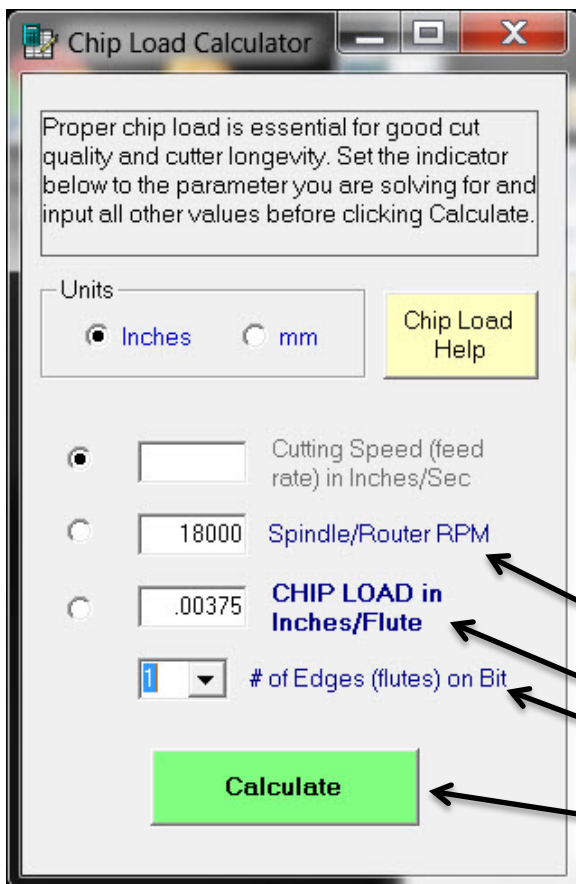 Chip Load Calculator
Proper chip load is essential for good cut
quality and cutter longevity. Set the indicator
below to the parameter you are solving for and
input all other values before clicking Calculate.
Units
Inches
mm
Chip Load
Help
Cutting Speed (feed
rate) in Inches/Sec
18000 Spindle/Router RPM
.00375 CHIP LOAD in
Inches/Flute
1 # of Edges (flutes) on Bit
Calculate